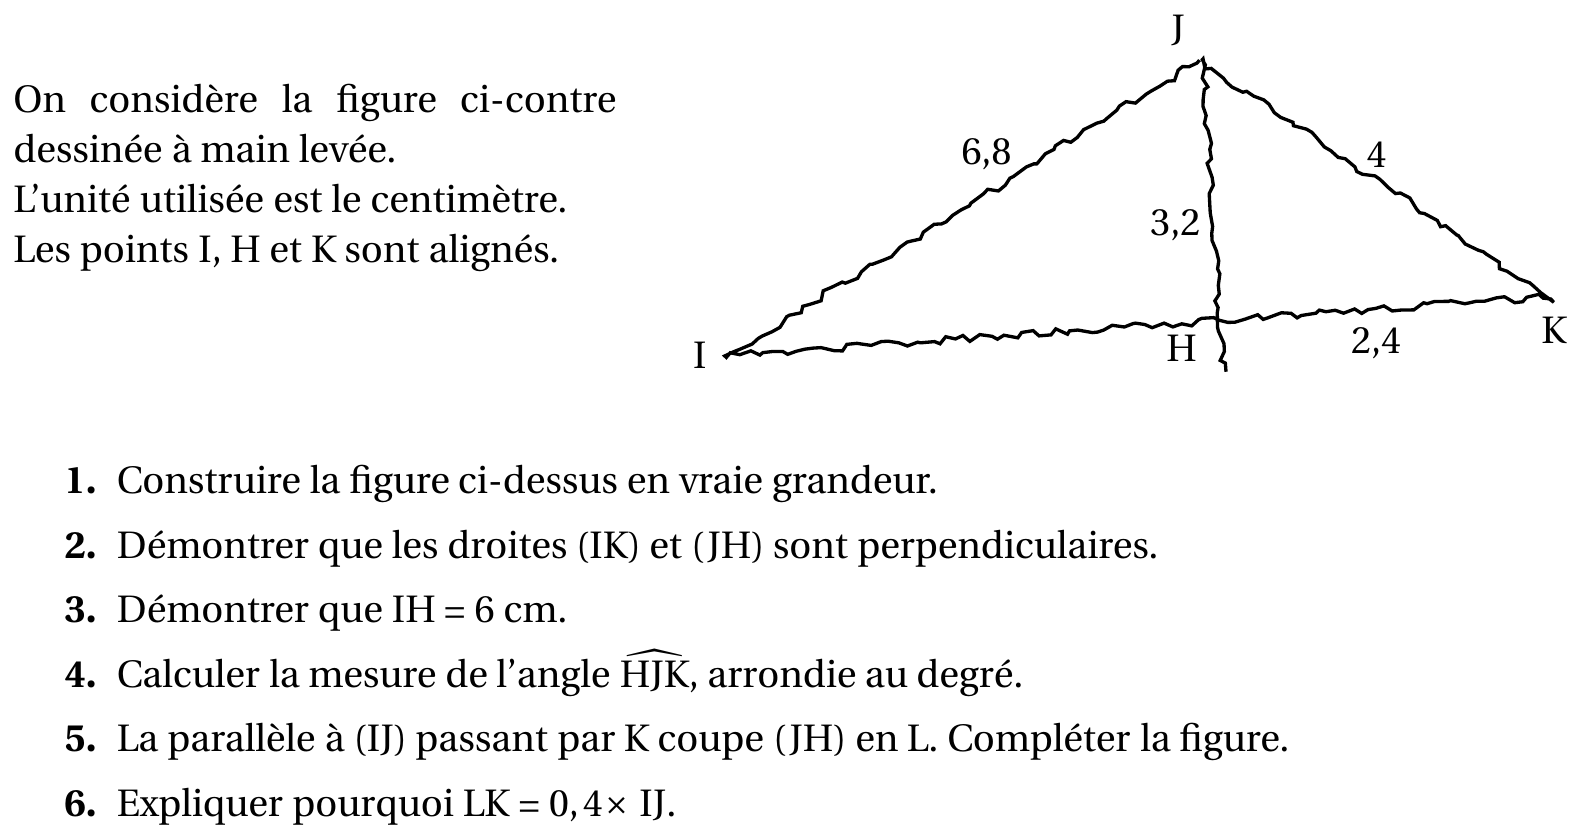 On considère la figure ci-contre
dessinée à main levée.
L'unité utilisée est le centimètre.
Les points I, H et K sont alignés.
J
6,8
4
3,2
I
H
2,4
K
1. Construire la figure ci-dessus en vraie grandeur.
2. Démontrer que les droites (IK) et (JH) sont perpendiculaires.
3. Démontrer que IH = 6 cm.
4. Calculer la mesure de l'angle $\widehat{\text{HJK}}$, arrondie au degré.
5. La parallèle à (IJ) passant par K coupe (JH) en L. Compléter la figure.
6. Expliquer pourquoi LK = 0,4× IJ.